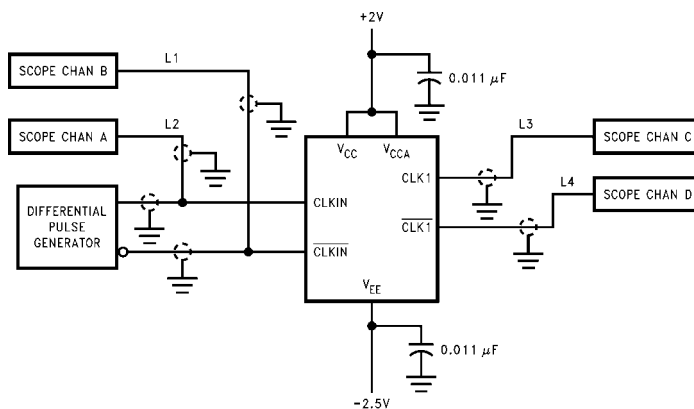 +2V
0.011 μF
SCOPE CHAN B
L1
SCOPE CHAN A
L2
DIFFERENTIAL
PULSE
GENERATOR
VCC
VCCA
CLKIN
CLKIN
CLK1
CLK1
VEE
L3
SCOPE CHAN C
L4
SCOPE CHAN D
0.011 μF
-2.5V